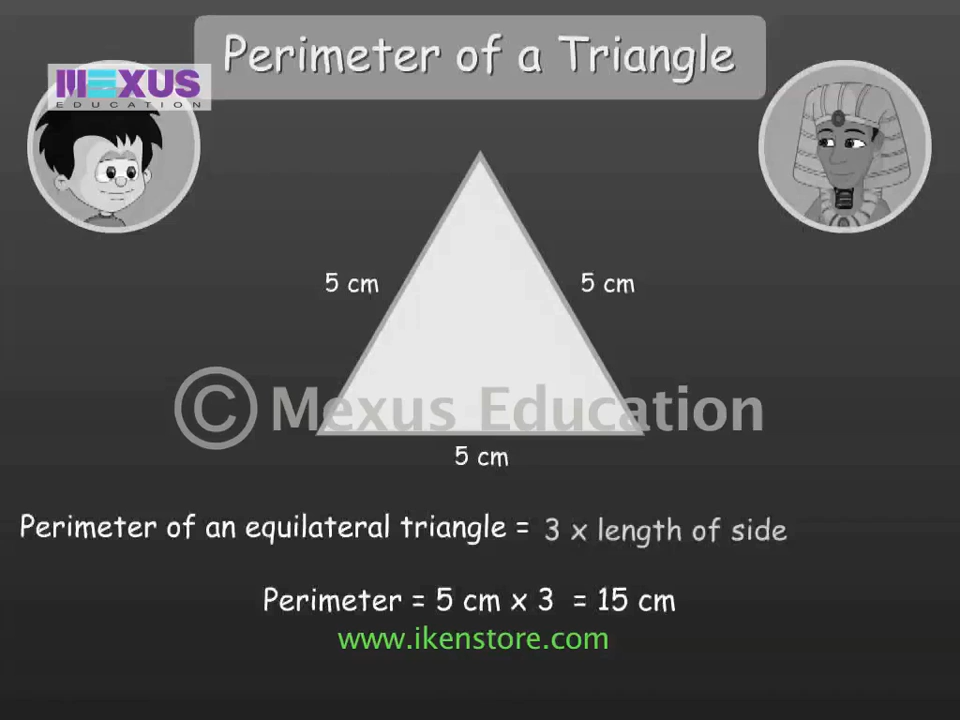 Perimeter of a Triangle
MEXUS
EDUCATION
5 cm
5 cm
© Mexus Education
5 cm
Perimeter of an equilateral triangle = 3 x length of side
Perimeter = 5 cm x 3 = 15 cm
www.ikenstore.com